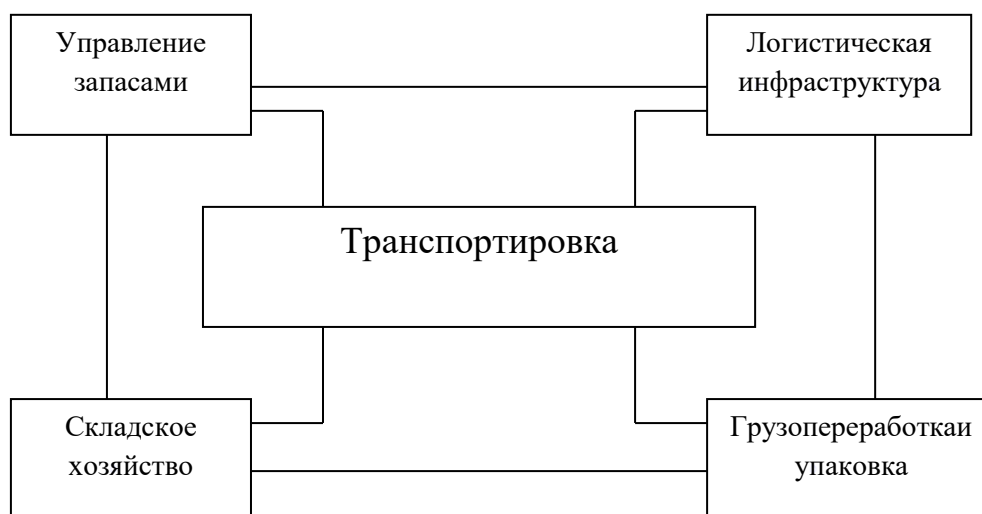 Управление
запасами
Логистическая
инфраструктура
Транспортировка
Складское
хозяйство
Грузопереработкаи
упаковка